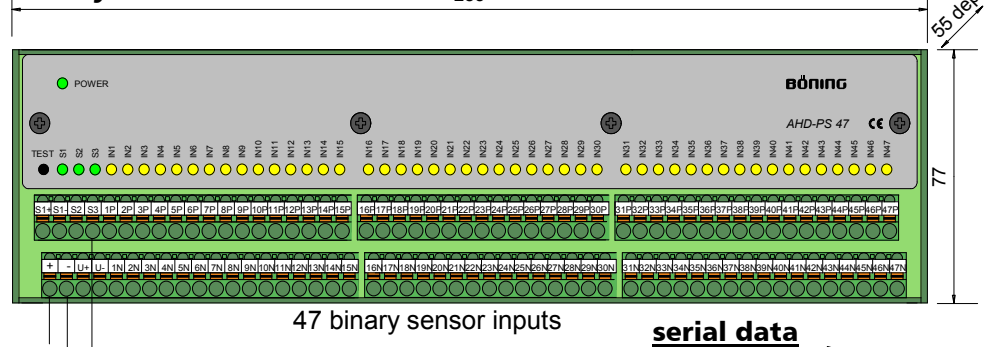 55 dep
POWER
BÖNING
AHD-PS 47 CE
TEST S1 S2 S3 IN1 IN2 IN3 IN4 IN5 IN6 IN7 IN8 IN9 IN10 IN11 IN12 IN13 IN14 IN15 IN16 IN17 IN18 IN19 IN20 IN21 IN22 IN23 IN24 IN25 IN26 IN27 IN28 IN29 IN30 IN31 IN32 IN33 IN34 IN35 IN36 IN37 IN38 IN39 IN40 IN41 IN42 IN43 IN44 IN45 IN46 IN47
77
S1+ S1- S2 S3 1P 2P 3P 4P 5P 6P 7P 8P 9P 10P 11P 12P 13P 14P 15P 16P 17P 18P 19P 20P 21P 22P 23P 24P 25P 26P 27P 28P 29P 30P 31P 32P 33P 34P 35P 36P 37P 38P 39P 40P 41P 42P 43P 44P 45P 46P 47P
+ - U+ U- 1N 2N 3N 4N 5N 6N 7N 8N 9N 10N 11N 12N 13N 14N 15N 16N 17N 18N 19N 20N 21N 22N 23N 24N 25N 26N 27N 28N 29N 30N 31N 32N 33N 34N 35N 36N 37N 38N 39N 40N 41N 42N 43N 44N 45N 46N 47N
47 binary sensor inputs
serial data